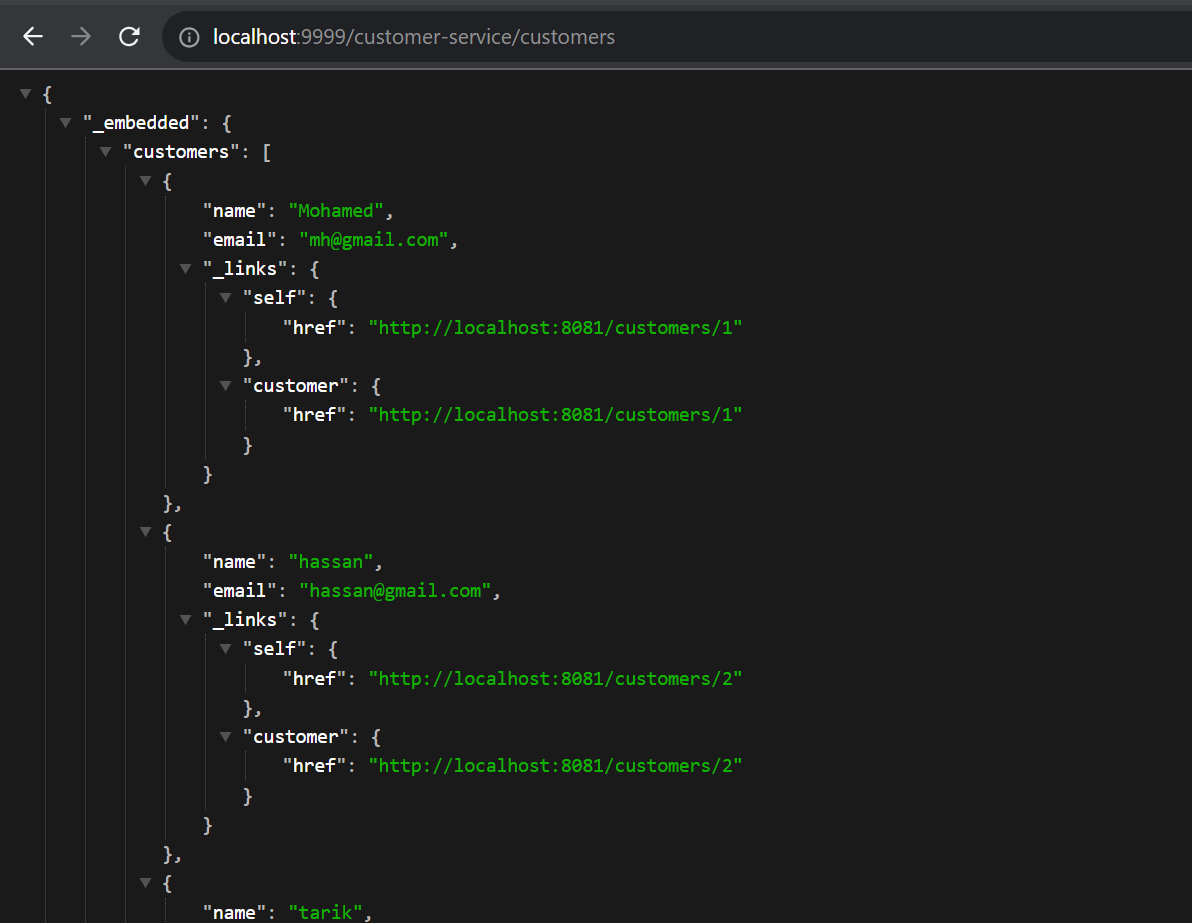 localhost:9999/customer-service/customers
{
"_embedded": {
"customers": [
{
"name": "Mohamed",
"email": "mh@gmail.com",
"_links": {
"self": {
"href": "http://localhost:8081/customers/1"
},
"customer": {
"href": "http://localhost:8081/customers/1"
}
}
},
{
"name": "hassan",
"email": "hassan@gmail.com",
"_links": {
"self": {
"href": "http://localhost:8081/customers/2"
},
"customer": {
"href": "http://localhost:8081/customers/2"
}
}
},
{
"name": "tarik",